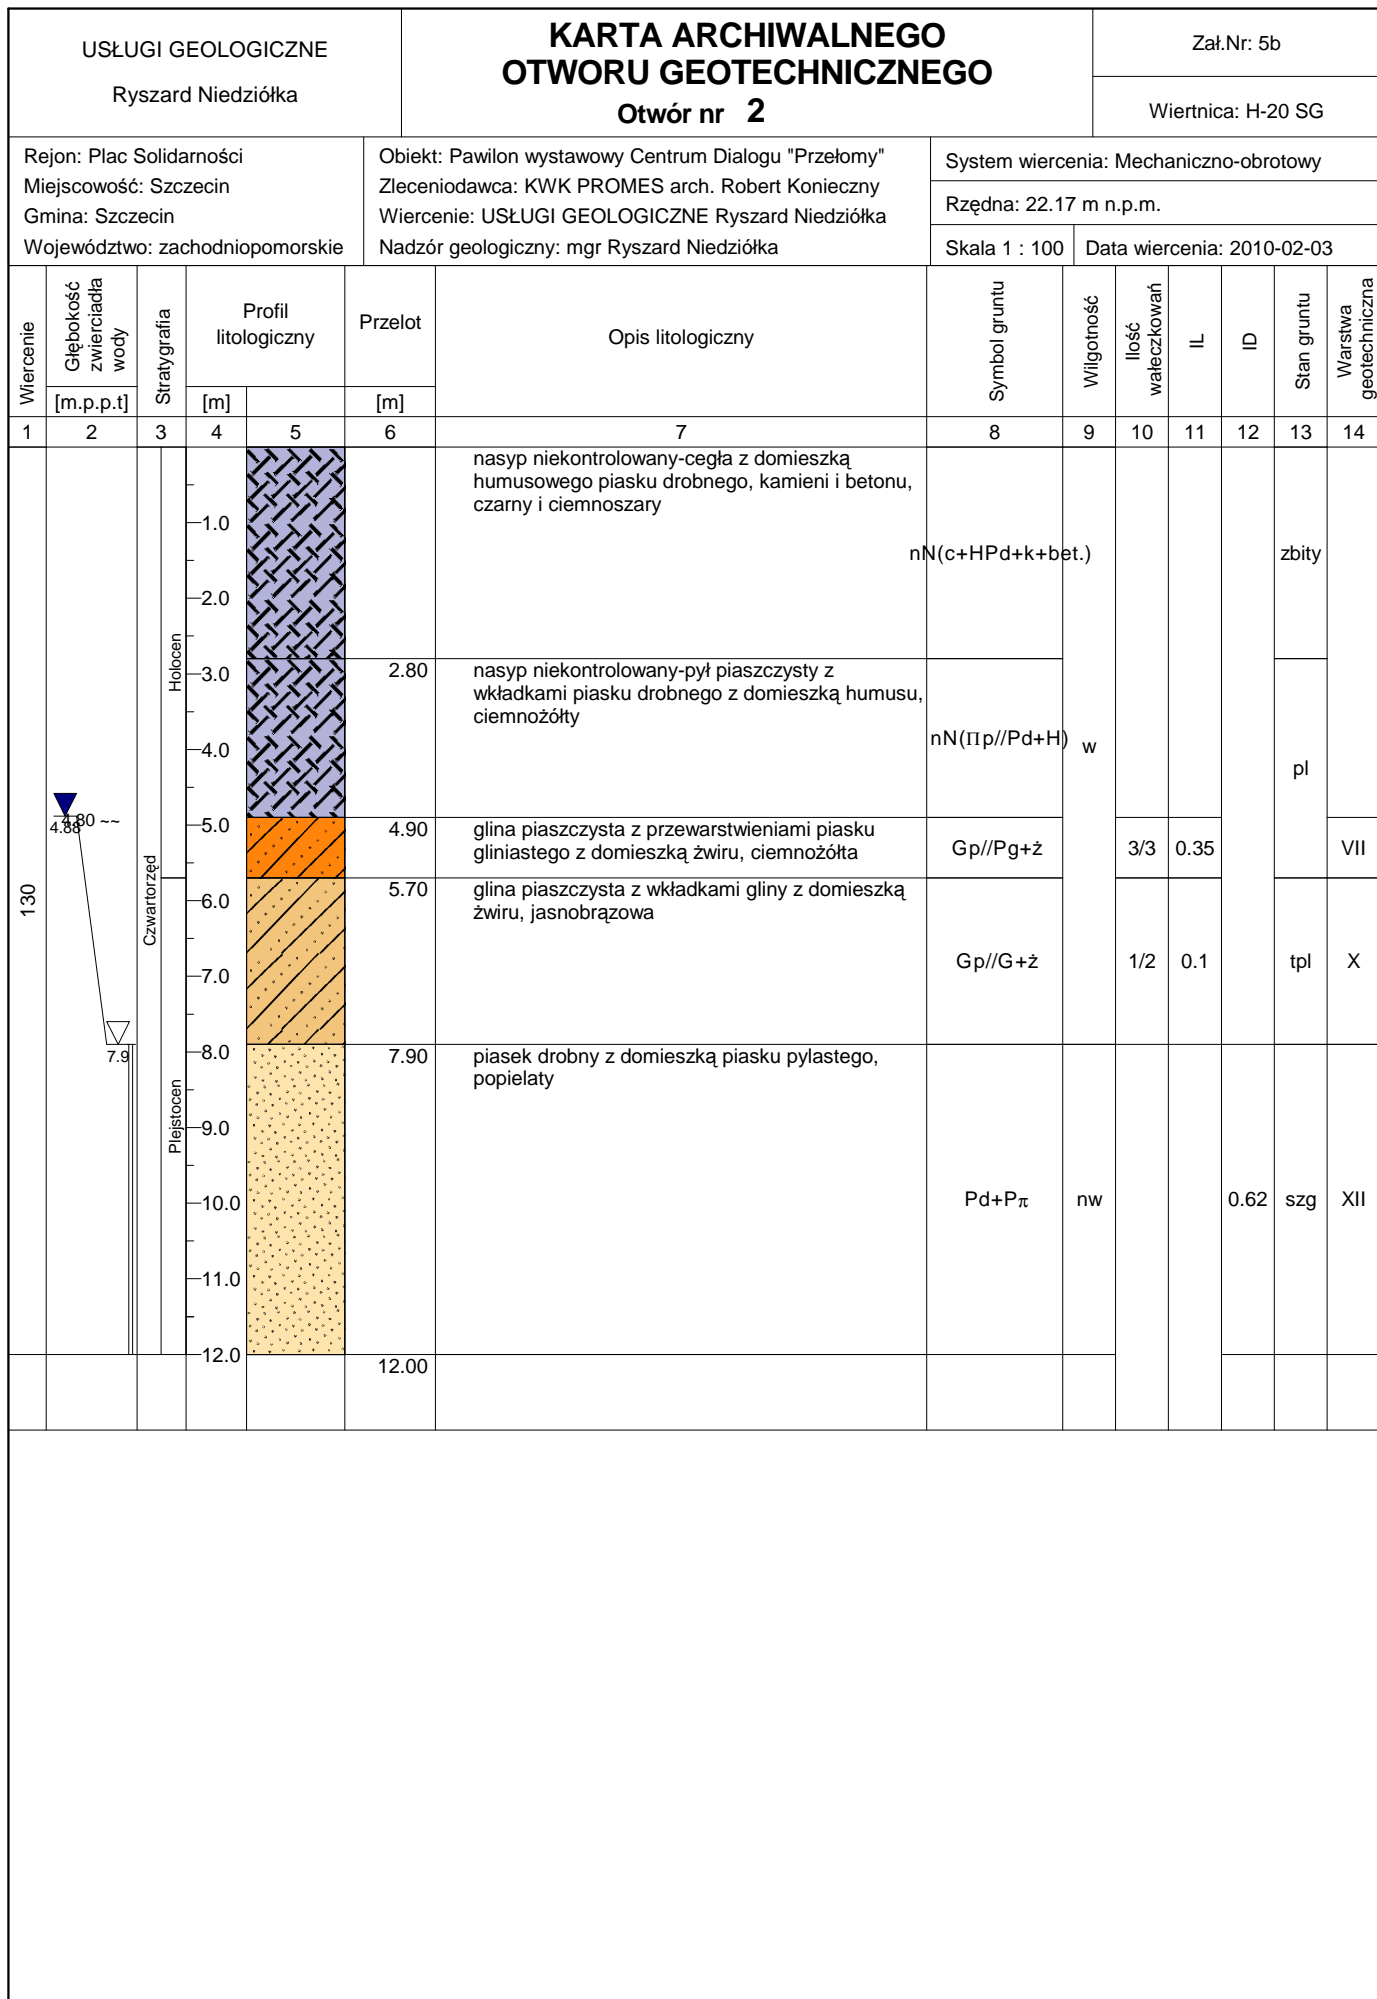 USŁUGI GEOLOGICZNE
Ryszard Niedziółka
KARTA ARCHIWALNEGO
OTWORU GEOTECHNICZNEGO
Otwór nr 2
Zał.Nr: 5b
Wiertnica: H-20 SG
Rejon: Plac Solidarności
Miejscowość: Szczecin
Gmina: Szczecin
Województwo: zachodniopomorskie
Obiekt: Pawilon wystawowy Centrum Dialogu "Przełomy"
Zleceniodawca: KWK PROMES arch. Robert Konieczny
Wiercenie: USŁUGI GEOLOGICZNE Ryszard Niedziółka
Nadzór geologiczny: mgr Ryszard Niedziółka
System wiercenia: Mechaniczno-obrotowy
Rzędna: 22.17 m n.p.m.
Skala 1 : 100
Data wiercenia: 2010-02-03
Wiercenie
Głębokość
zwierciadła
wody
[m.p.p.t]
Stratygrafia
Profil
litologiczny
[m]
Przelot
[m]
Opis litologiczny
Symbol gruntu
Wilgotność
Ilość
wałeczkowań
IL
ID
Stan gruntu
Warstwa
geotechniczna
1 2 3 4 5 6 7 8 9 10 11 12 13 14
130
4.88
4.80 ~~
7.9
Czwartorzęd
Holocen
Plejstocen
1.0
2.0
3.0
4.0
5.0
6.0
7.0
8.0
9.0
10.0
11.0
12.0
nasyp niekontrolowany-cegła z domieszką
humusowego piasku drobnego, kamieni i betonu,
czarny i ciemnoszary
nN(c+HPd+k+bet.)
zbity
2.80
nasyp niekontrolowany-pył piaszczysty z
wkładkami piasku drobnego z domieszką humusu,
ciemnożółty
nN(Πp//Pd+H)
w
pl
4.90
glina piaszczysta z przewarstwieniami piasku
gliniastego z domieszką żwiru, ciemnożółta
Gp//Pg+ż
3/3
0.35
VII
5.70
glina piaszczysta z wkładkami gliny z domieszką
żwiru, jasnobrązowa
Gp//G+ż
1/2
0.1
tpl
X
7.90
piasek drobny z domieszką piasku pylastego,
popielaty
Pd+Pπ
nw
0.62
szg
XII
12.00